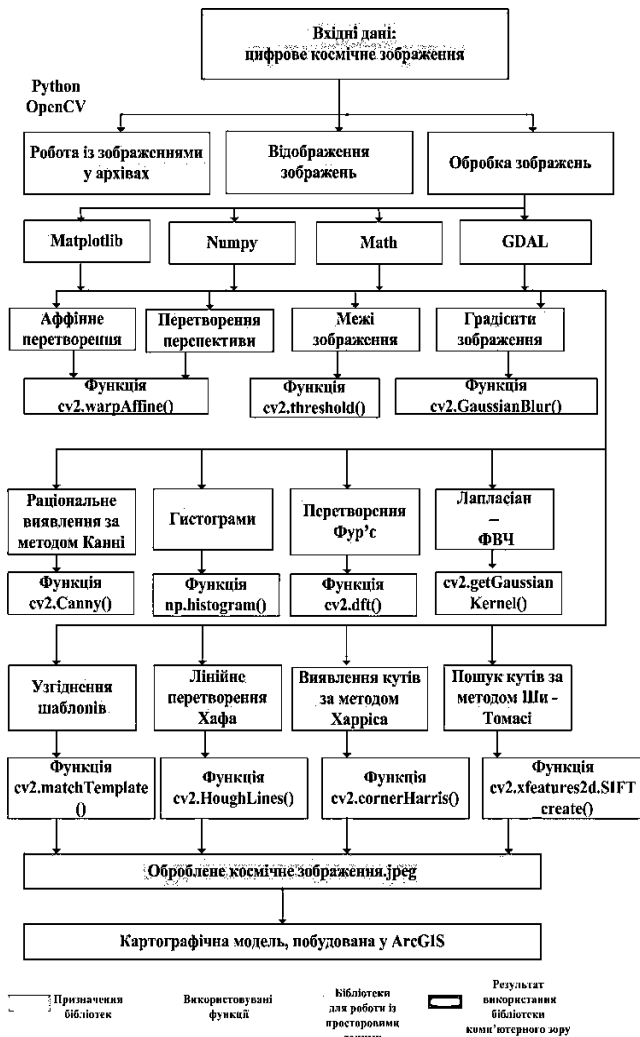 Вхідні дані:
цифрове космічне зображення
Python
OpenCV
Робота із зображеннями
у архівах
Відображення
зображень
Обробка зображень
Matplotlib
Numpy
Math
GDAL
Аффінне
перетворення
Перетворення
перспективи
Межі
зображення
Градієнти
зображення
Функція
cv2.warpAffine()
Функція
cv2.threshold()
Функція
cv2.GaussianBlur()
Раціональне
виявлення за
методом Канні
Гистограми
Перетворення
Фур’є
Лапласіан
–
ФВЧ
Функція
cv2.Canny()
Функція
np.histogram()
Функція
cv2.dft()
cv2.getGaussian
Kernel()
Узгіднення
шаблонів
Лінійне
перетворення
Хафа
Виявлення кутів
за методом
Харріса
Пошук кутів за
методом Ши -
Томасі
Функція
cv2.matchTemplate
()
Функція
cv2.HoughLines()
Функція
cv2.cornerHarris()
Функція
cv2.xfeatures2d.SIFT
create()
Оброблене космічне зображення.jpeg
Картографічна модель, побудована у ArcGIS
Призначення
бібліотек
Використовувані
функції
Бібліотеки
для роботи із
просторовими
Результат
використання
бібліотеки
комп’ютерного зору